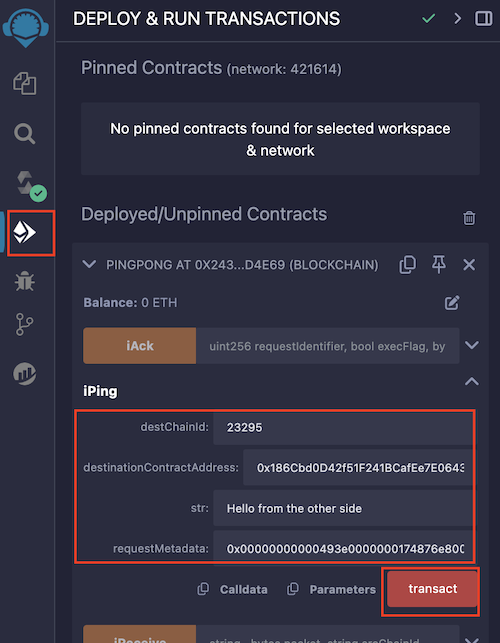 DEPLOY & RUN TRANSACTIONS
Pinned Contracts (network: 421614)
No pinned contracts found for selected workspace
& network
Deployed/Unpinned Contracts
PINGPONG AT 0X243...D4E69 (BLOCKCHAIN)
Balance: 0 ETH
iAck uint256 requestIdentifier, bool execFlag, by
iPing
destChainId: 23295
destinationContractAddress: 0x186Cbd0D42f51F241BCafEe7E0643
str: Hello from the other side
requestMetadata: 0x00000000000493e0000000174876e800
Calldata Parameters transact
iReceive string , bytes packet, string srcChainId